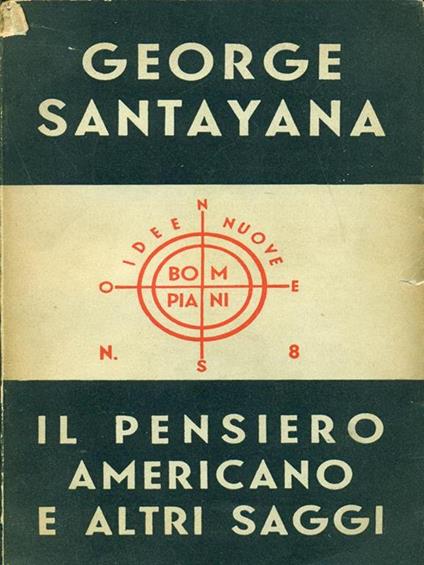 GEORGE
SANTAYANA
N
IDEE NUOVE
BOM
PIANI
O
E
N. 8
S
IL PENSIERO
AMERICANO
E ALTRI SAGGI